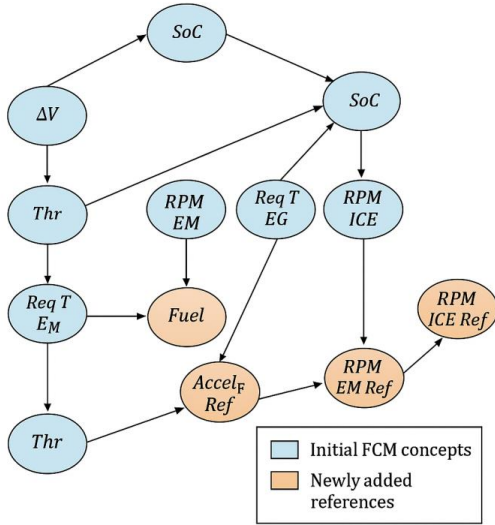 SoC
SoC
ΔV
Thr
RPM
EM
Req T
EG
RPM
ICE
Req T
E_M
Fuel
RPM
ICE Ref
Accel_F
Ref
RPM
EM Ref
Thr
Initial FCM concepts
Newly added
references